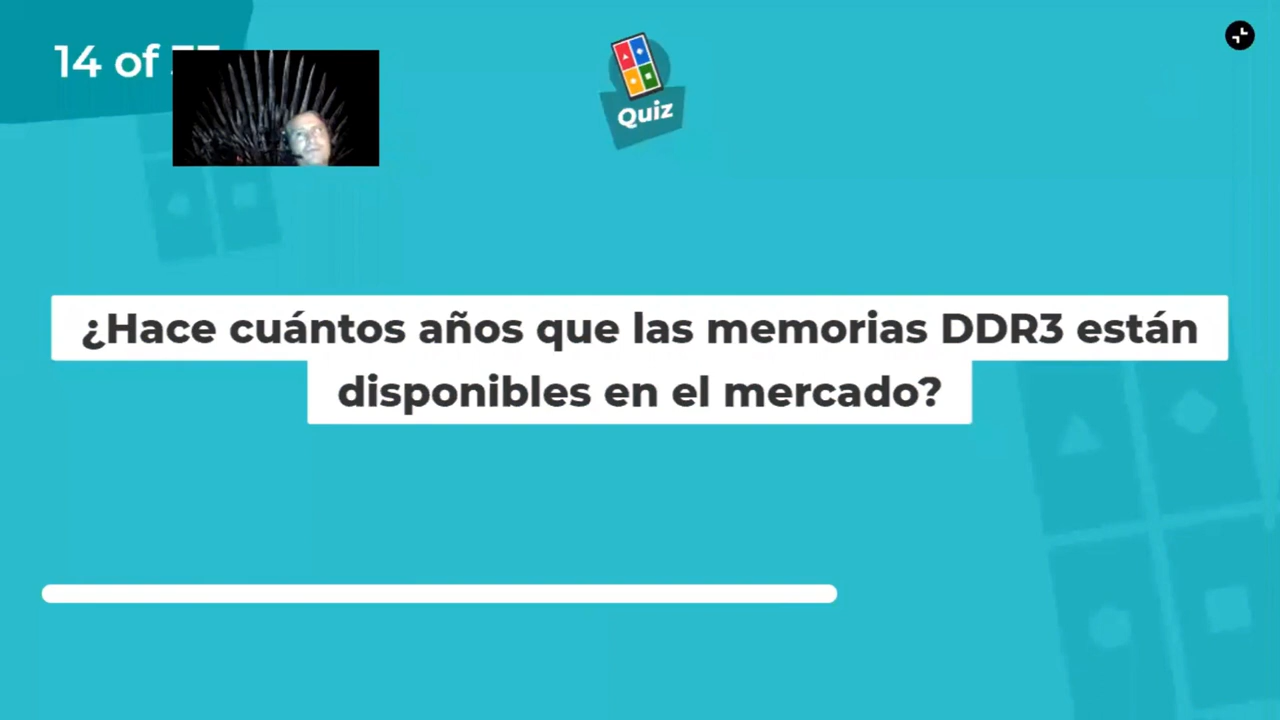 14 of
Quiz
¿Hace cuántos años que las memorias DDR3 están
disponibles en el mercado?